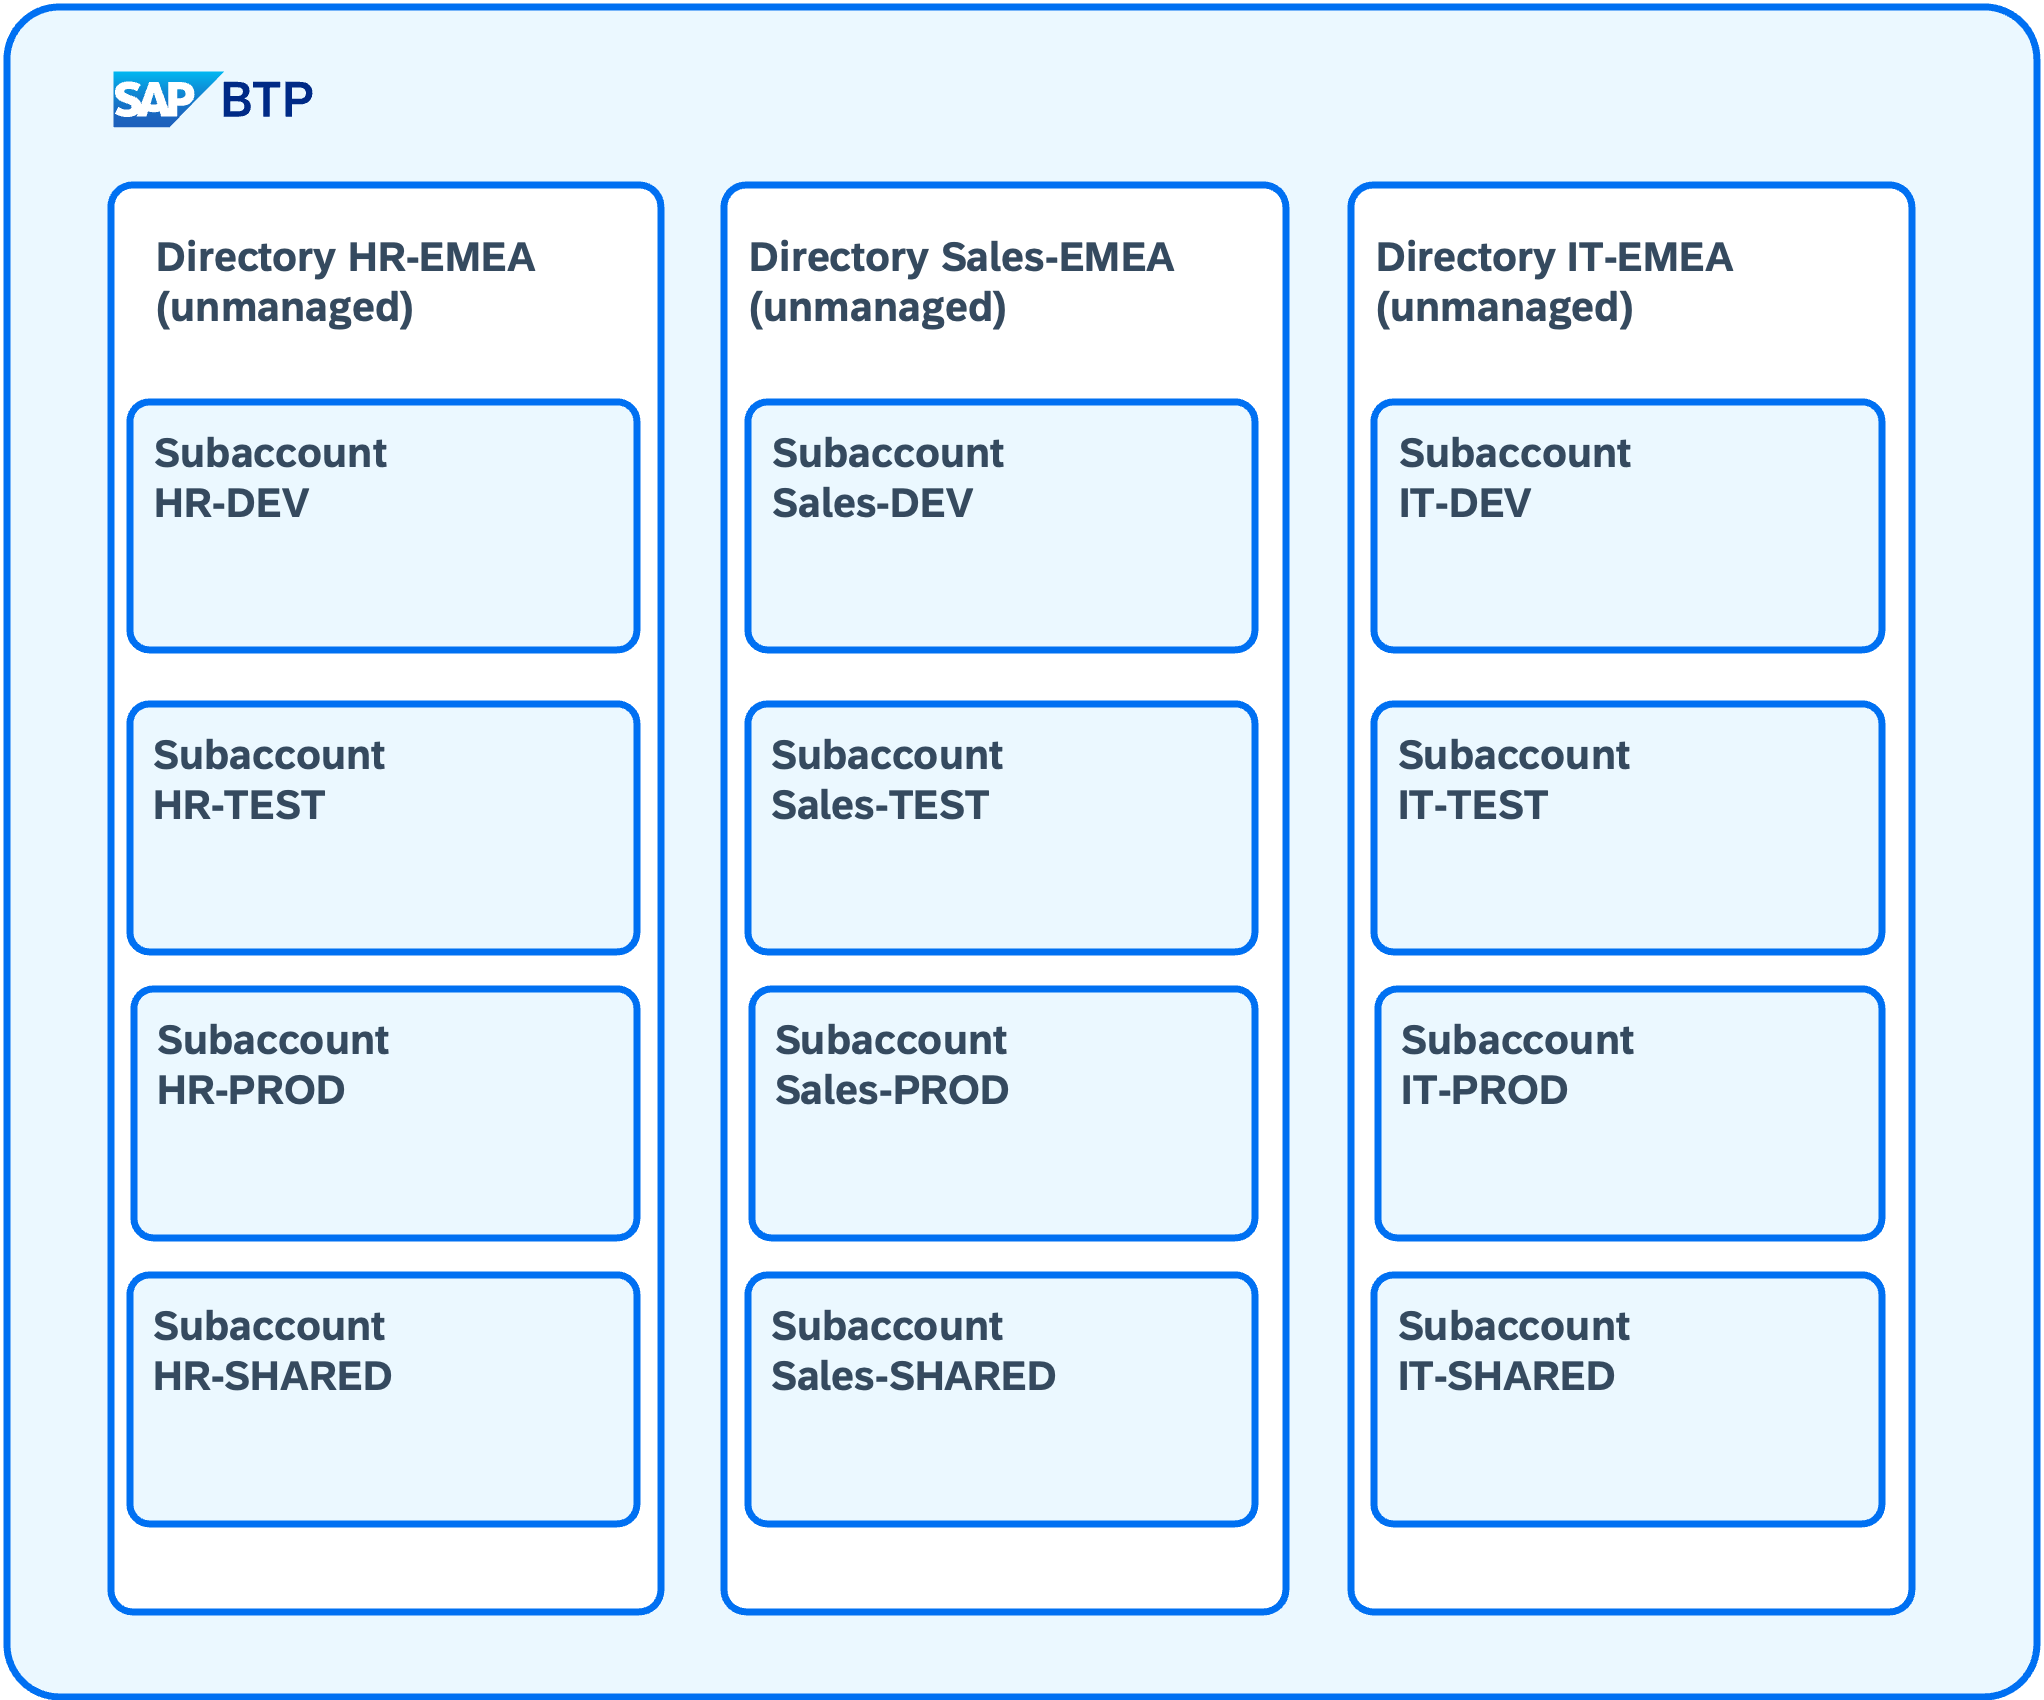 SAP BTP
Directory HR-EMEA
(unmanaged)
Subaccount
HR-DEV
Subaccount
HR-TEST
Subaccount
HR-PROD
Subaccount
HR-SHARED
Directory Sales-EMEA
(unmanaged)
Subaccount
Sales-DEV
Subaccount
Sales-TEST
Subaccount
Sales-PROD
Subaccount
Sales-SHARED
Directory IT-EMEA
(unmanaged)
Subaccount
IT-DEV
Subaccount
IT-TEST
Subaccount
IT-PROD
Subaccount
IT-SHARED